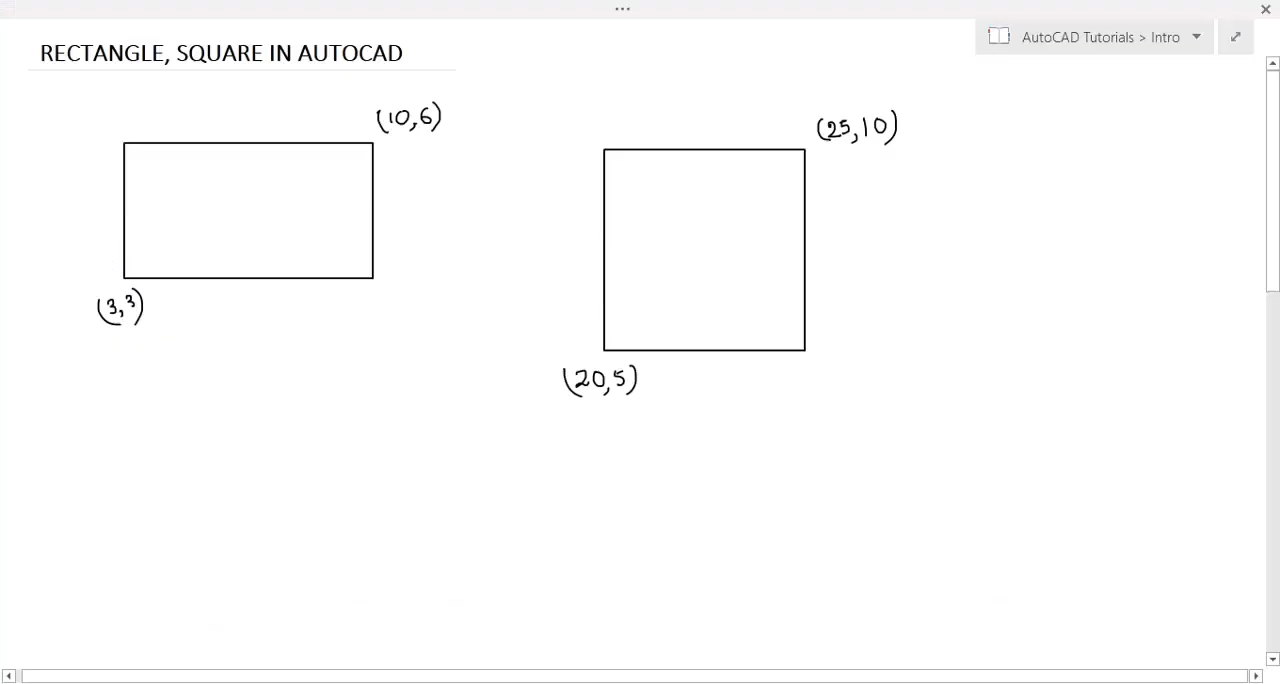 AutoCAD Tutorials > Intro
RECTANGLE, SQUARE IN AUTOCAD
(10,6)
(25,10)
(3,3)
(20,5)